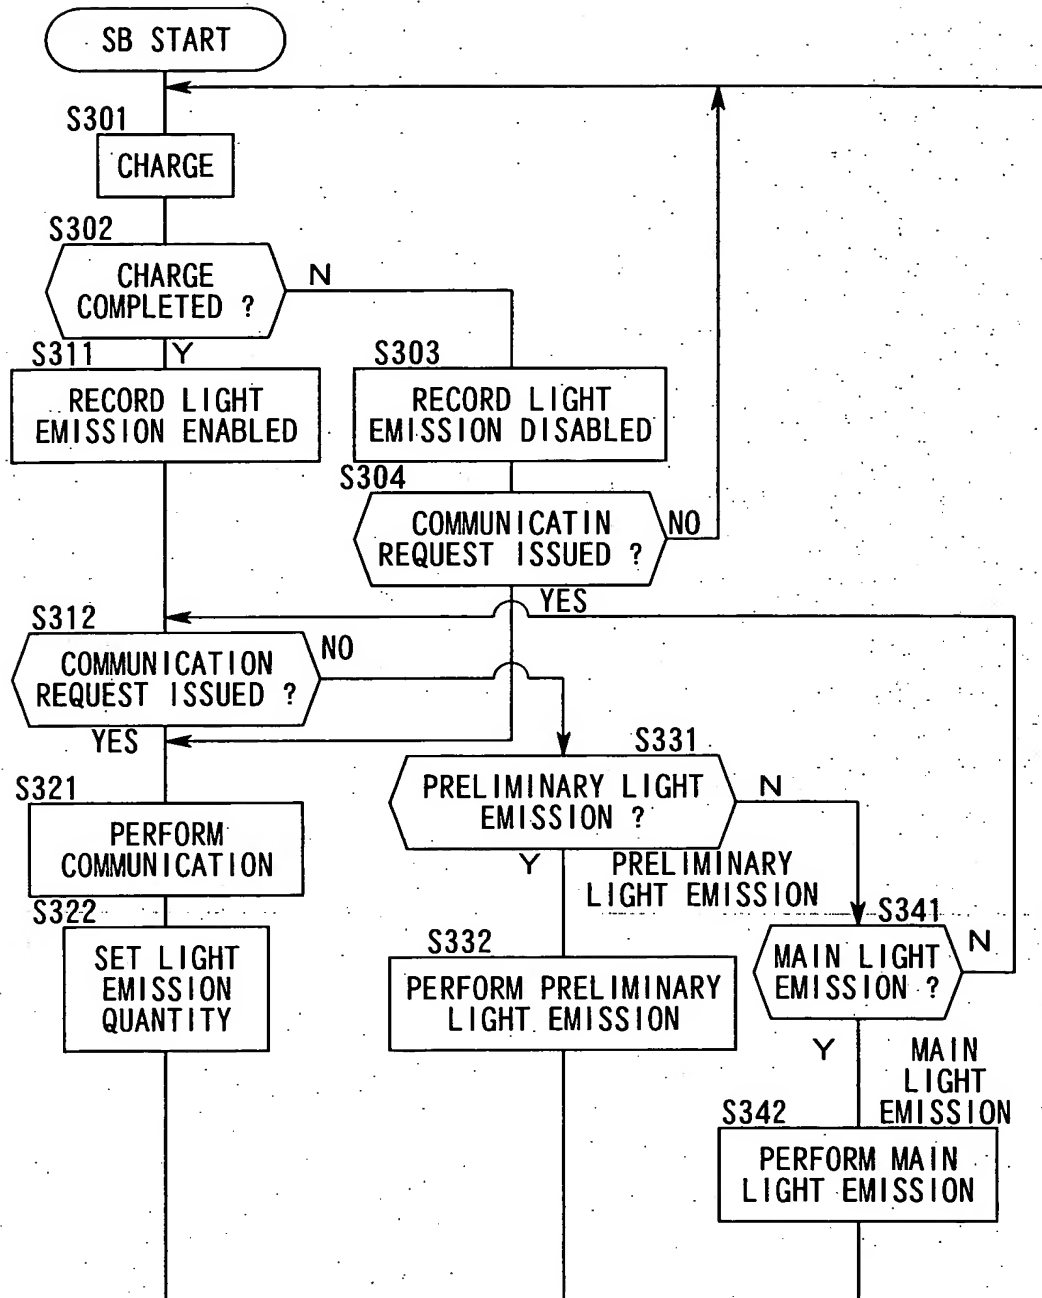 SB START
S301
CHARGE
S302
CHARGE
COMPLETED ?
N
Y
S311
RECORD LIGHT
EMISSION ENABLED
S303
RECORD LIGHT
EMISSION DISABLED
S304
COMMUNICATIN
REQUEST ISSUED ?
NO
YES
S312
COMMUNICATION
REQUEST ISSUED ?
NO
YES
S321
PERFORM
COMMUNICATION
S322
SET LIGHT
EMISSION
QUANTITY
S331
PRELIMINARY LIGHT
EMISSION ?
N
Y
PRELIMINARY
LIGHT EMISSION
S332
PERFORM PRELIMINARY
LIGHT EMISSION
S341
MAIN LIGHT
EMISSION ?
N
Y
MAIN
LIGHT
EMISSION
S342
PERFORM MAIN
LIGHT EMISSION